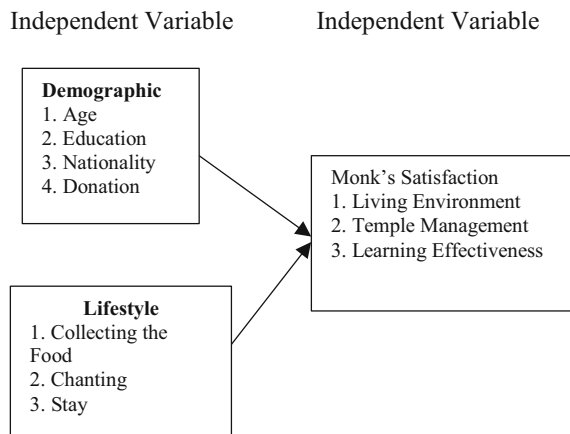 Independent Variable
Independent Variable
Demographic
1. Age
2. Education
3. Nationality
4. Donation
Monk's Satisfaction
1. Living Environment
2. Temple Management
3. Learning Effectiveness
Lifestyle
1. Collecting the
Food
2. Chanting
3. Stay